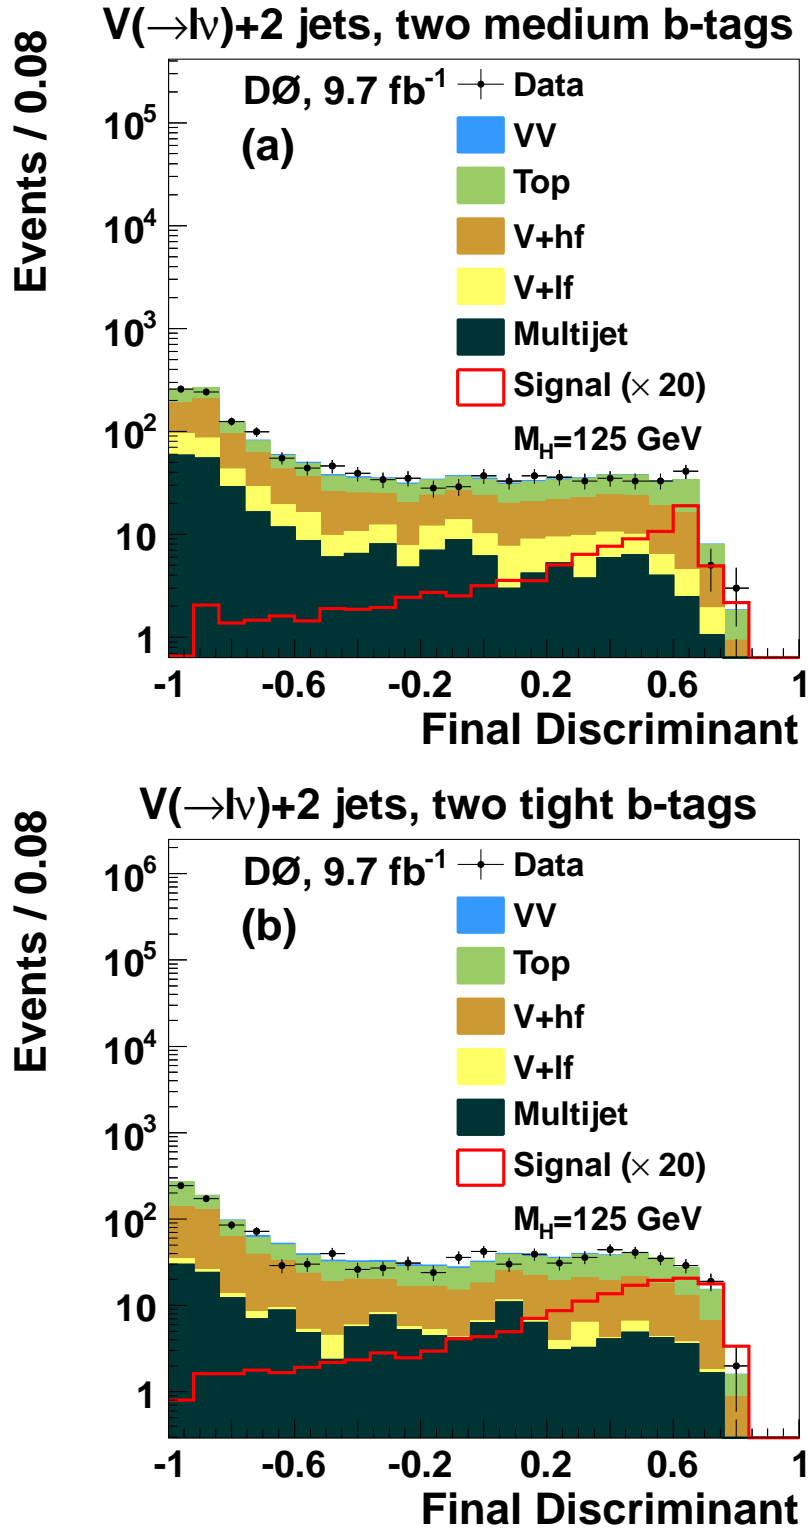 V(→lν)+2 jets, two medium b-tags
Events / 0.08
DØ, 9.7 fb⁻¹
(a)
Data
VV
Top
V+hf
V+lf
Multijet
Signal (× 20)
M_H=125 GeV
10⁵
10⁴
10³
10²
10
1
-1 -0.6 -0.2 0.2 0.6 1
Final Discriminant
V(→lν)+2 jets, two tight b-tags
Events / 0.08
DØ, 9.7 fb⁻¹
(b)
Data
VV
Top
V+hf
V+lf
Multijet
Signal (× 20)
M_H=125 GeV
10⁶
10⁵
10⁴
10³
10²
10
1
-1 -0.6 -0.2 0.2 0.6 1
Final Discriminant